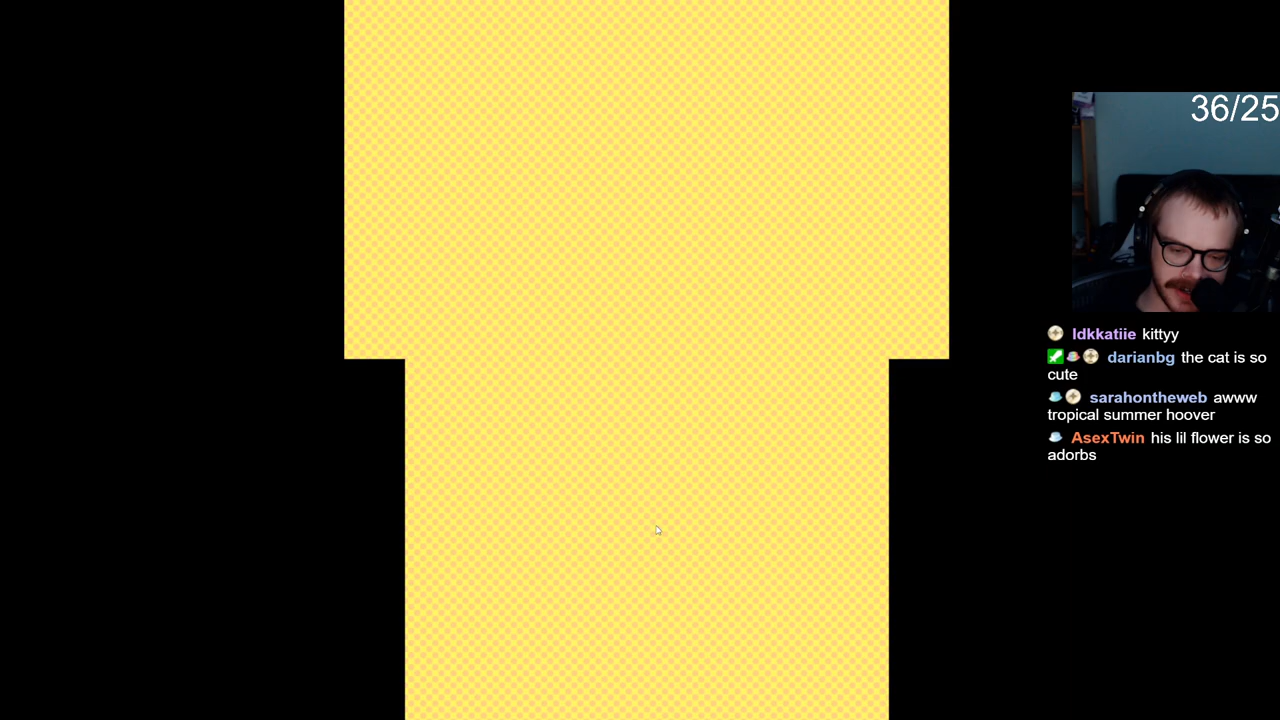 36/25
Idkkatiie kittyy
darianbg the cat is so
cute
sarahontheweb awww
tropical summer hoover
AsexTwin his lil flower is so
adorbs